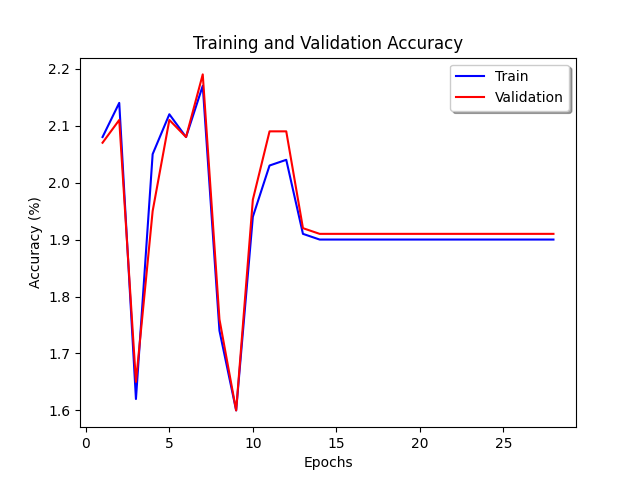 Training and Validation Accuracy
Train
Validation
Accuracy (%)
2.2
2.1
2.0
1.9
1.8
1.7
1.6
0 5 10 15 20 25
Epochs